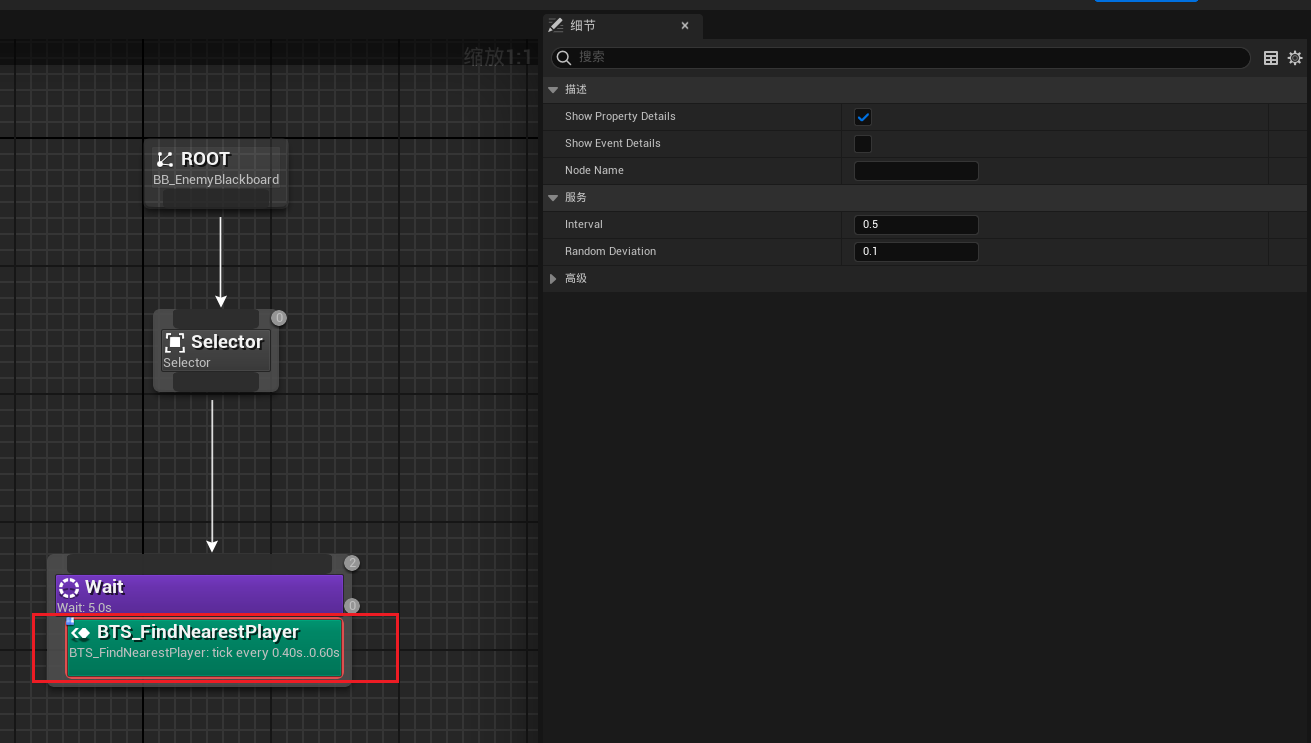 缩放1:1
ROOT
BB_EnemyBlackboard
0
Selector
Selector
2
Wait
Wait: 5.0s
0
BTS_FindNearestPlayer
BTS_FindNearestPlayer: tick every 0.40s..0.60s
细节
搜索
描述
Show Property Details
Show Event Details
Node Name
服务
Interval
0.5
Random Deviation
0.1
高级